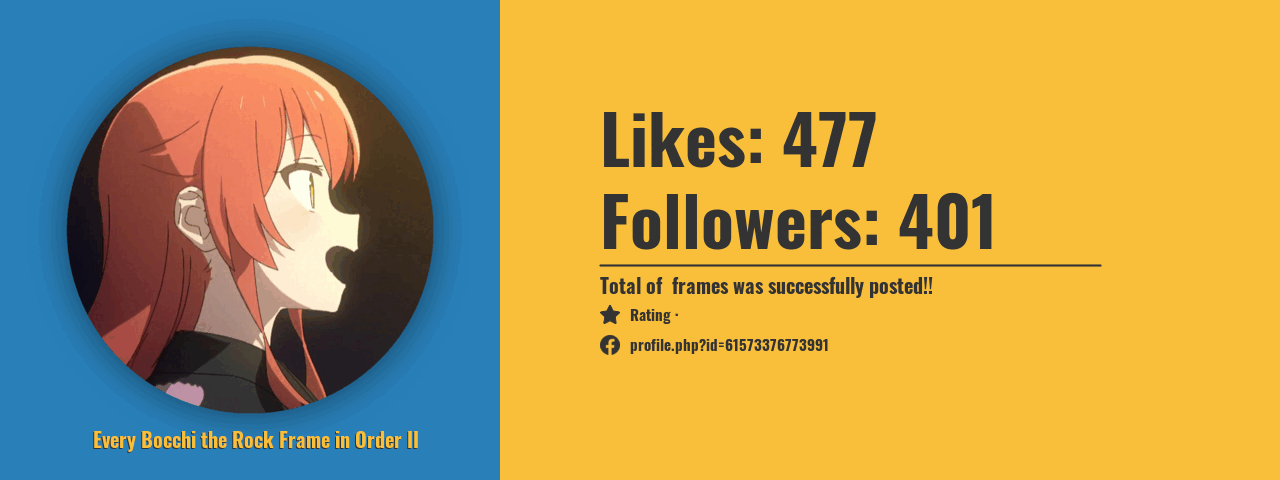 Likes: 477
Followers: 401
Total of  frames was successfully posted!!
Rating ·
profile.php?id=61573376773991
Every Bocchi the Rock Frame in Order II